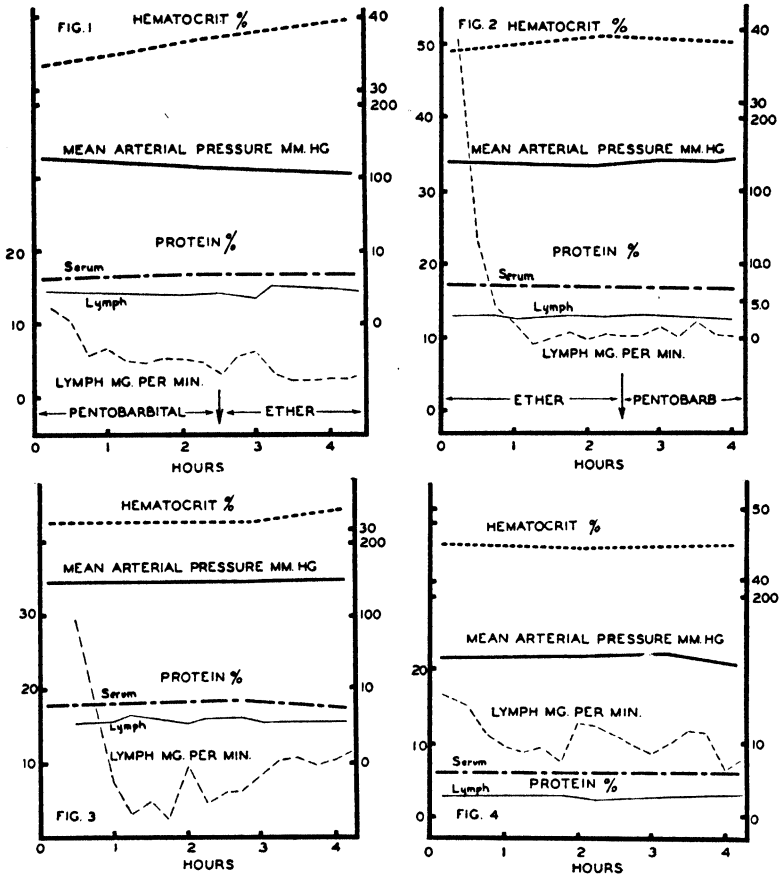 FIG. 1
HEMATOCRIT %
40
30
200
MEAN ARTERIAL PRESSURE MM. HG
100
PROTEIN %
20
10
Serum
Lymph
10
0
LYMPH MG. PER MIN.
0
PENTOBARBITAL
ETHER
0 1 2 3 4
HOURS
FIG. 2
HEMATOCRIT %
50
40
40
30
200
MEAN ARTERIAL PRESSURE MM. HG
30
100
PROTEIN %
20
10.0
Serum
Lymph
5.0
10
0
LYMPH MG. PER MIN.
ETHER
PENTOBARB
0
0 1 2 3 4
HOURS
HEMATOCRIT %
30
200
MEAN ARTERIAL PRESSURE MM. HG
30
100
PROTEIN %
20
10
Serum
Lymph
LYMPH MG. PER MIN.
10
0
FIG. 3
0 1 2 3 4
HOURS
50
HEMATOCRIT %
40
200
MEAN ARTERIAL PRESSURE MM. HG
20
LYMPH MG. PER MIN.
10
10
Serum
PROTEIN %
Lymph
FIG. 4
0
0
0 1 2 3 4
HOURS